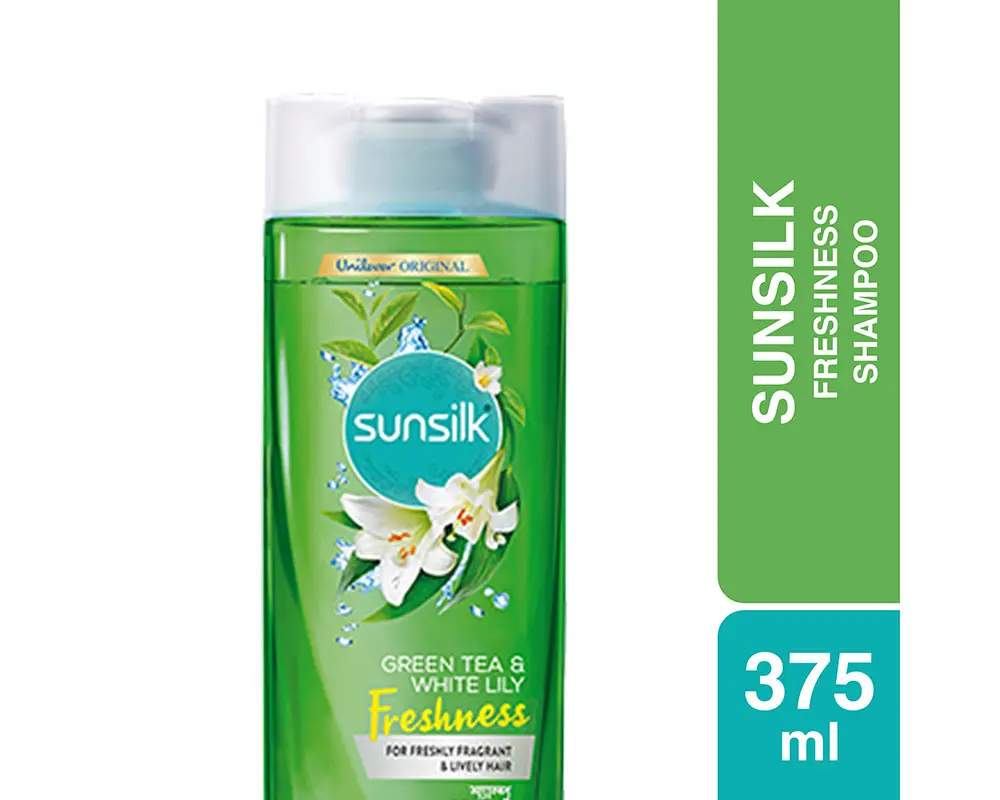 Unilever ORIGINAL
sunsilk
GREEN TEA &
WHITE LILY
Freshness
FOR FRESHLY FRAGRANT
& LIVELY HAIR
SUNSILK
FRESHNESS
SHAMPOO
375
ml